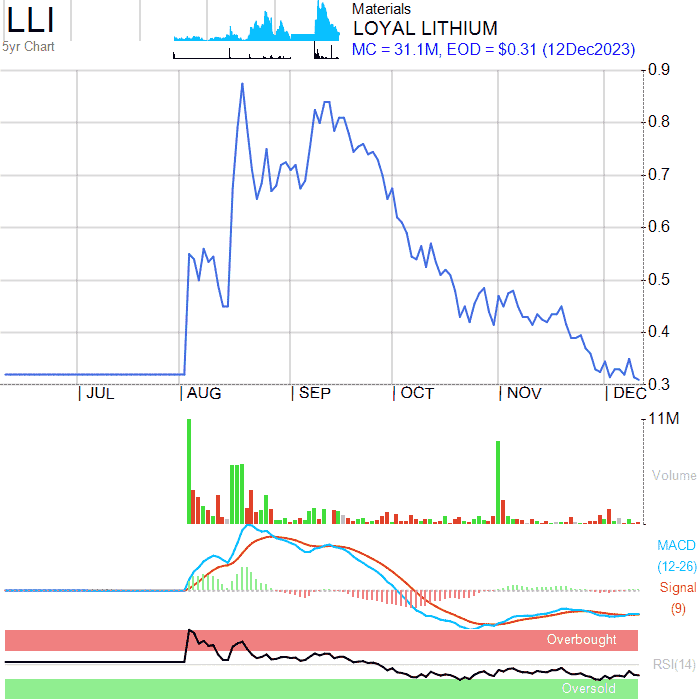 LLI
5yr Chart
Materials
LOYAL LITHIUM
MC = 31.1M, EOD = $0.31 (12Dec2023)
0.9
0.8
0.7
0.6
0.5
0.4
0.3
JUL
AUG
SEP
OCT
NOV
DEC
11M
Volume
MACD
(12-26)
Signal
(9)
Overbought
RSI(14)
Oversold